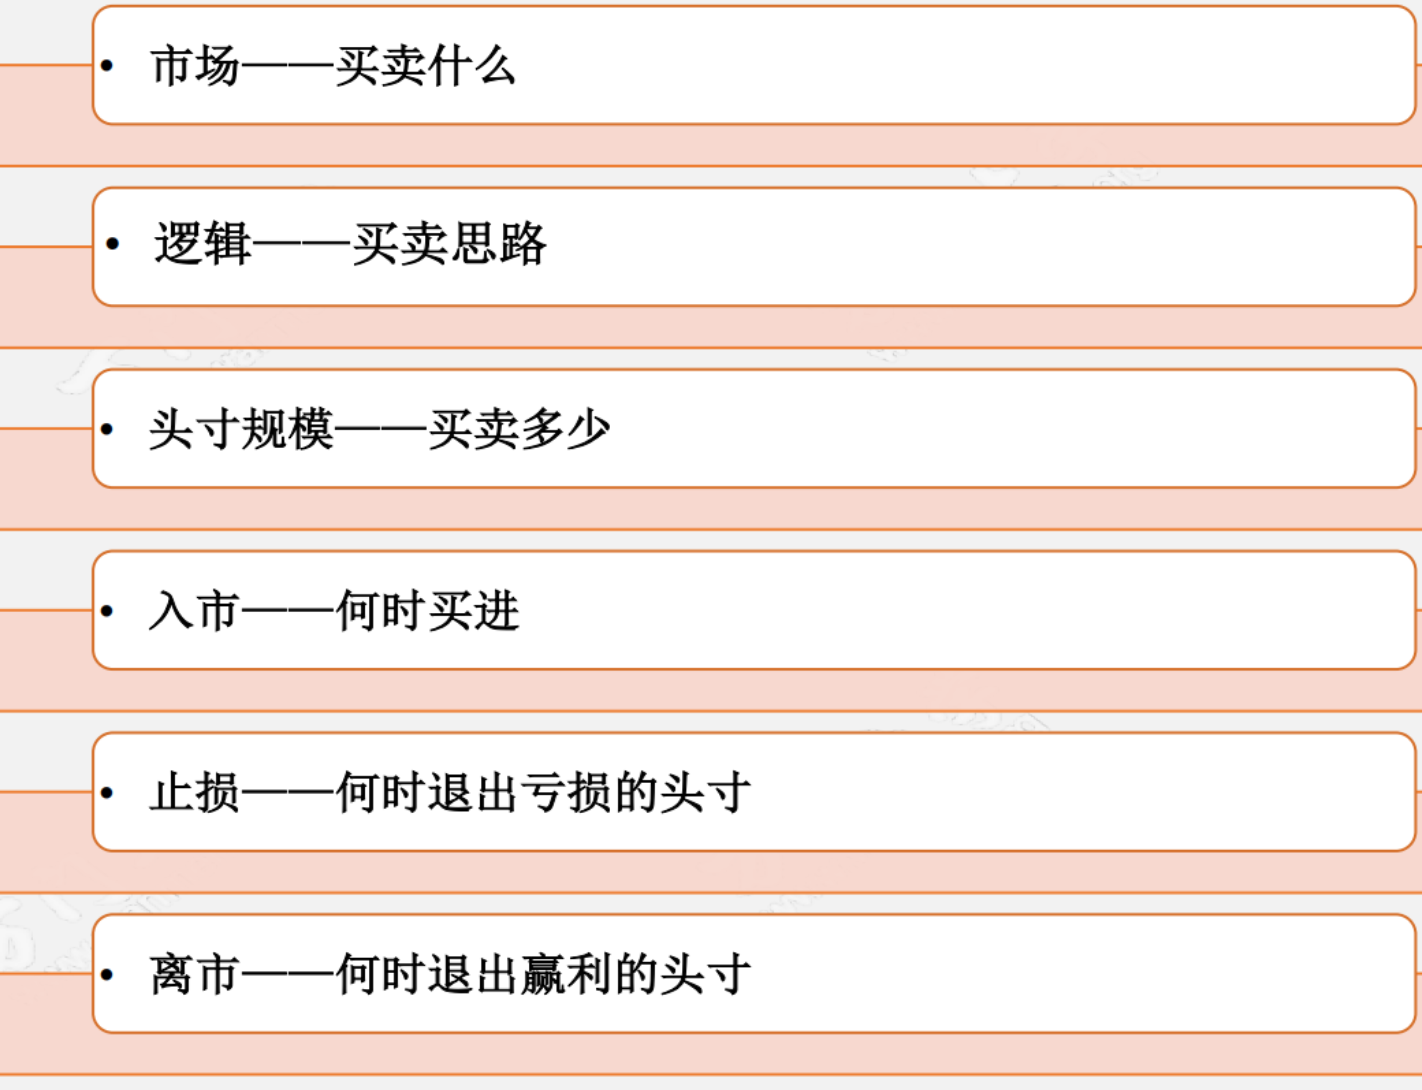 • 市场——买卖什么
• 逻辑——买卖思路
• 头寸规模——买卖多少
• 入市——何时买进
• 止损——何时退出亏损的头寸
• 离市——何时退出赢利的头寸